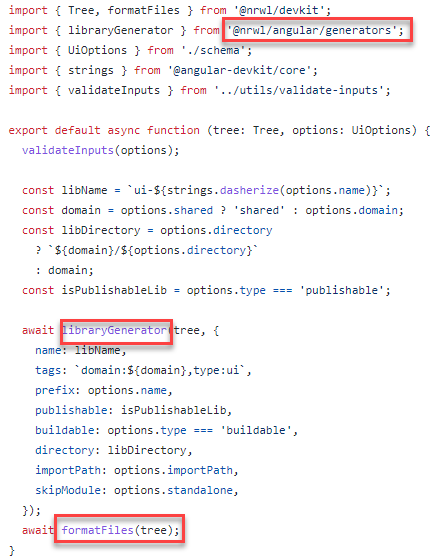 import { Tree, formatFiles } from '@nrwl/devkit';
import { libraryGenerator } from '@nrwl/angular/generators';
import { UiOptions } from './schema';
import { strings } from '@angular-devkit/core';
import { validateInputs } from '../utils/validate-inputs';

export default async function (tree: Tree, options: UiOptions) {
  validateInputs(options);

  const libName = `ui-${strings.dasherize(options.name)}`;
  const domain = options.shared ? 'shared' : options.domain;
  const libDirectory = options.directory
    ? `${domain}/${options.directory}`
    : domain;
  const isPublishableLib = options.type === 'publishable';

  await libraryGenerator(tree, {
    name: libName,
    tags: `domain:${domain},type:ui`,
    prefix: options.name,
    publishable: isPublishableLib,
    buildable: options.type === 'buildable',
    directory: libDirectory,
    importPath: options.importPath,
    skipModule: options.standalone,
  });
  await formatFiles(tree);
}